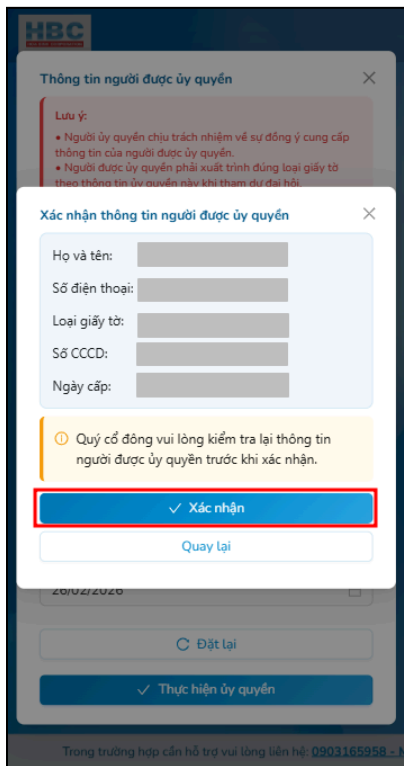 HBC
Thông tin người được ủy quyền
Lưu ý:
• Người ủy quyền chịu trách nhiệm về sự đồng ý cung cấp
thông tin của người được ủy quyền.
• Người được ủy quyền phải xuất trình đúng loại giấy tờ
theo thông tin ủy quyền này khi tham dự đại hội.
Xác nhận thông tin người được ủy quyền
Họ và tên:
Số điện thoại:
Loại giấy tờ:
Số CCCD:
Ngày cấp:
Quý cổ đông vui lòng kiểm tra lại thông tin
người được ủy quyền trước khi xác nhận.
Xác nhận
Quay lại
26/02/2026
Đặt lại
Thực hiện ủy quyền
Trong trường hợp cần hỗ trợ vui lòng liên hệ: 0903165958 -